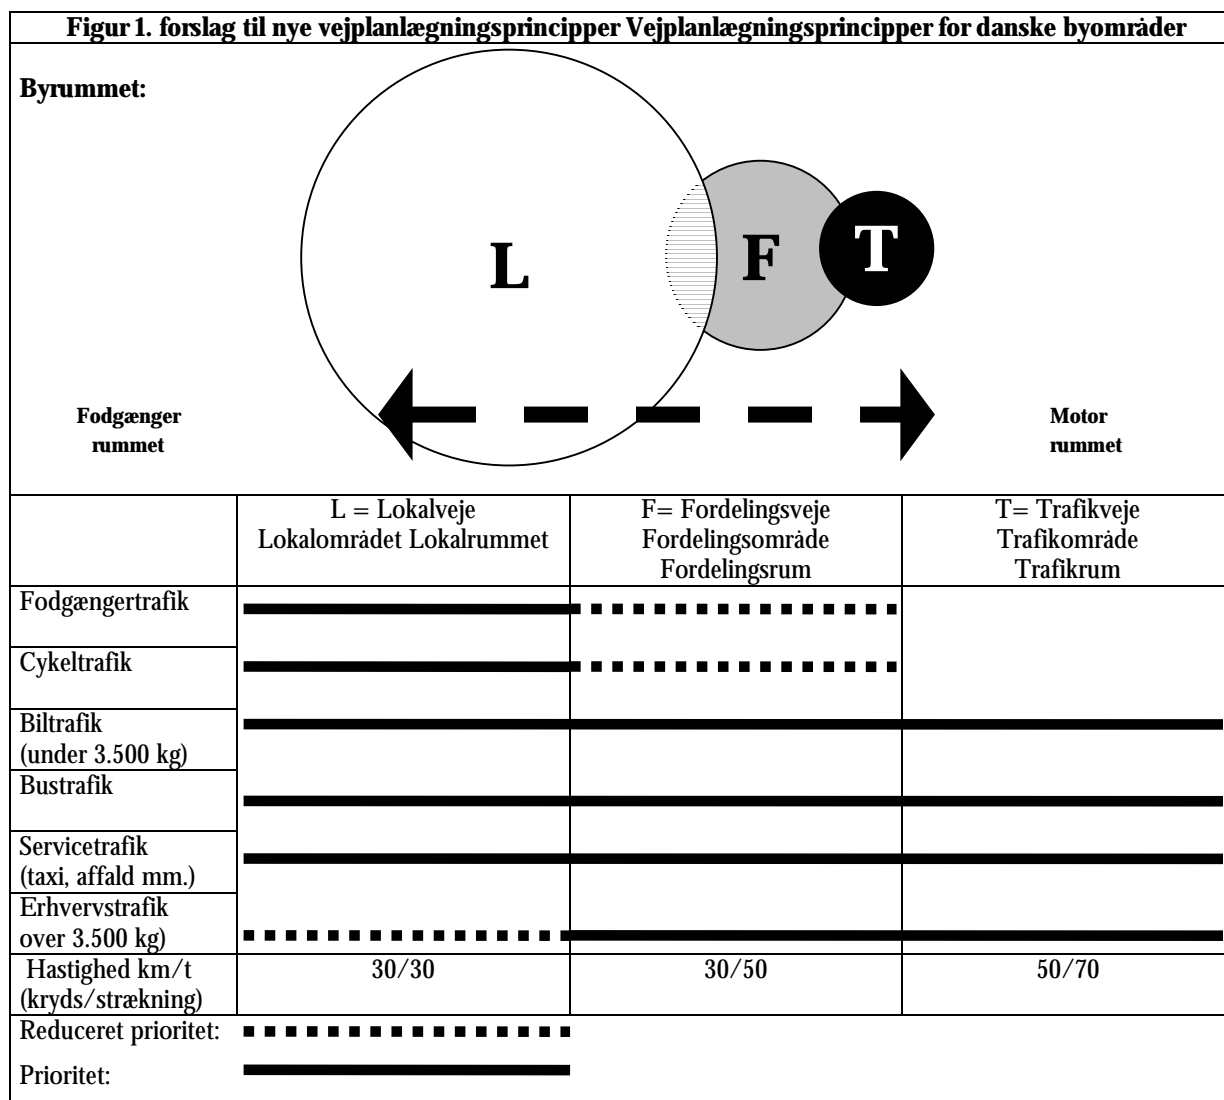 Figur 1. forslag til nye vejplanlægningsprincipper Vejplanlægningsprincipper for danske byområder
Byrummet:
L
F
T
Fodgænger
rummet
Motor
rummet
L = Lokalveje
Lokalområdet Lokalrummet
F= Fordelingsveje
Fordelingsområde
Fordelingsrum
T= Trafikveje
Trafikområde
Trafikrum
Fodgængertrafik
Cykeltrafik
Biltrafik
(under 3.500 kg)
Bustrafik
Servicetrafik
(taxi, affald mm.)
Erhvervstrafik
over 3.500 kg)
Hastighed km/t
(kryds/strækning)
30/30
30/50
50/70
Reduceret prioritet:
Prioritet: